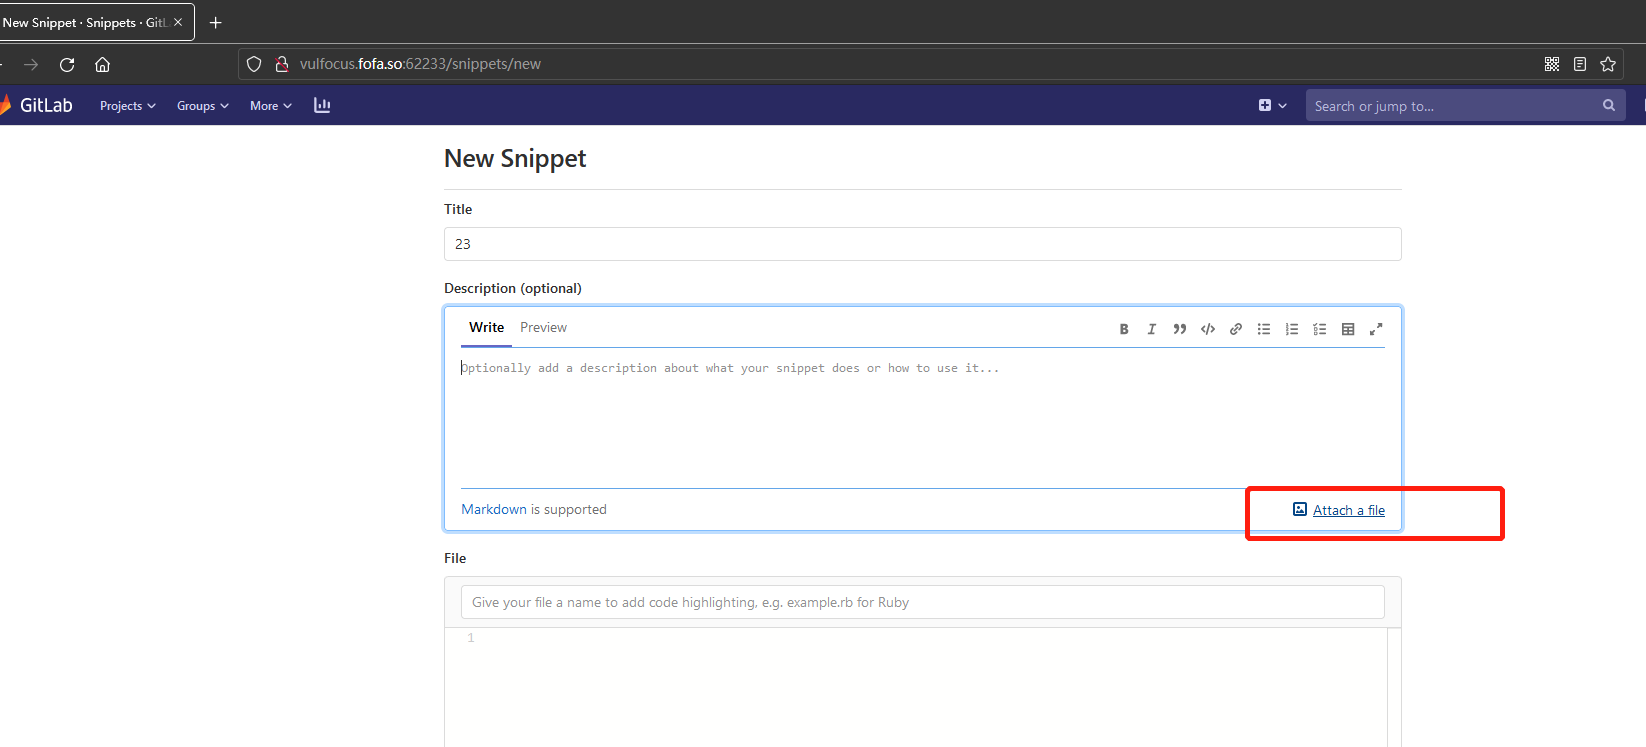 New Snippet · Snippets · GitL
vulfocus.fofa.so:62233/snippets/new
GitLab Projects Groups More Search or jump to...
New Snippet
Title
23
Description (optional)
Write Preview
Optionally add a description about what your snippet does or how to use it...
Markdown is supported Attach a file
File
Give your file a name to add code highlighting, e.g. example.rb for Ruby
1